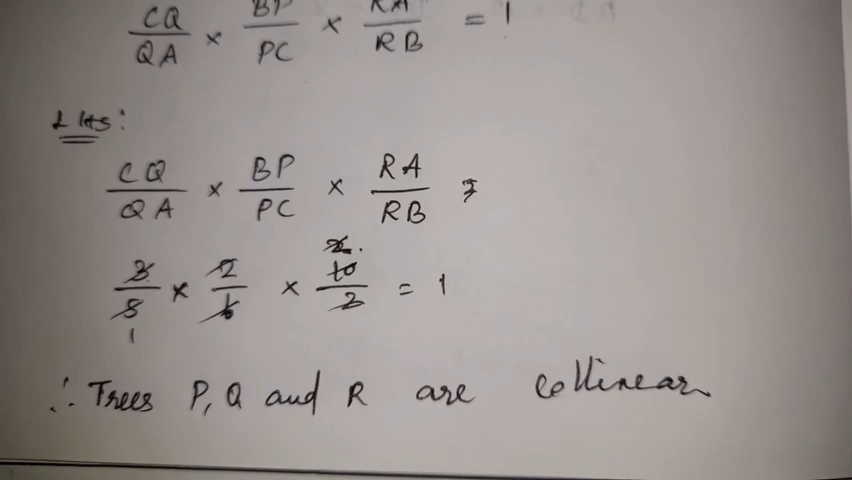 CQ/QA × BP/PC × RA/RB = 1
LHS:
CQ/QA × BP/PC × RA/RB =
3/5 × 2/6 × 10/2 = 1
∴ Trees P, Q and R are collinear